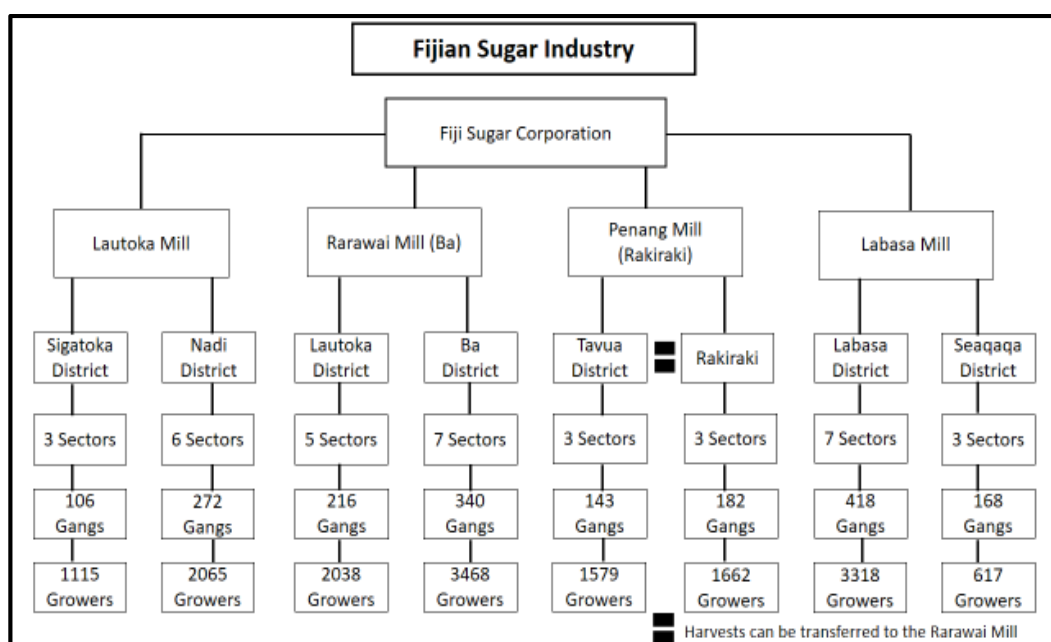 Fijian Sugar Industry
Fiji Sugar Corporation
Lautoka Mill
Rarawai Mill (Ba)
Penang Mill
(Rakiraki)
Labasa Mill
Sigatoka
District
Nadi
District
Lautoka
District
Ba
District
Tavua
District
Rakiraki
Labasa
District
Seaqaqa
District
3 Sectors
6 Sectors
5 Sectors
7 Sectors
3 Sectors
3 Sectors
7 Sectors
3 Sectors
106
Gangs
272
Gangs
216
Gangs
340
Gangs
143
Gangs
182
Gangs
418
Gangs
168
Gangs
1115
Growers
2065
Growers
2038
Growers
3468
Growers
1579
Growers
1662
Growers
3318
Growers
617
Growers
Harvests can be transferred to the Rarawai Mill